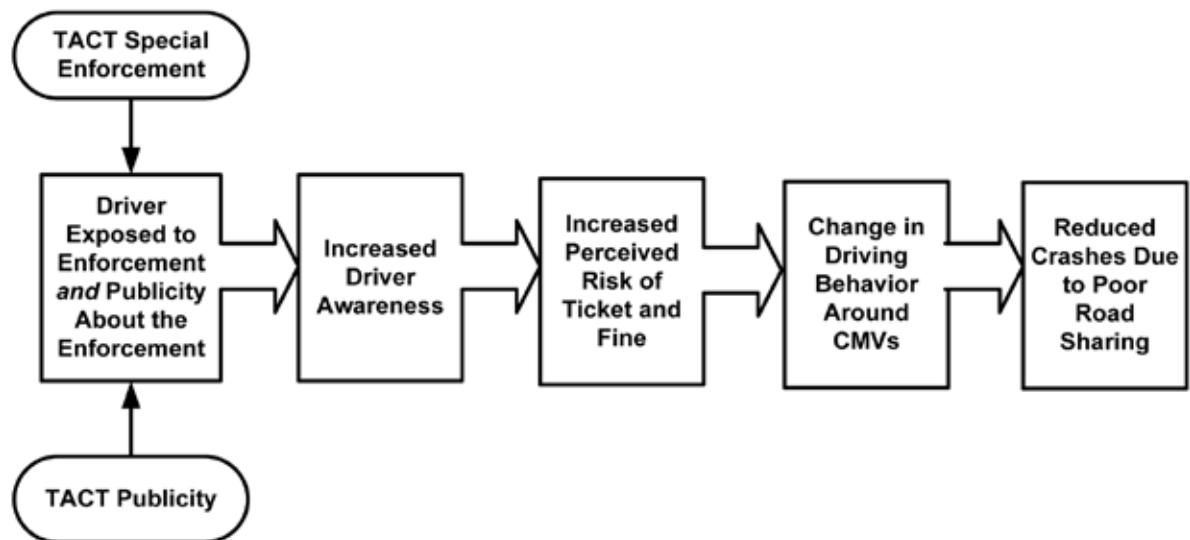 TACT Special
Enforcement
Driver
Exposed to
Enforcement
and Publicity
About the
Enforcement
Increased
Driver
Awareness
Increased
Perceived
Risk of
Ticket and
Fine
Change in
Driving
Behavior
Around
CMVs
Reduced
Crashes Due
to Poor
Road
Sharing
TACT Publicity